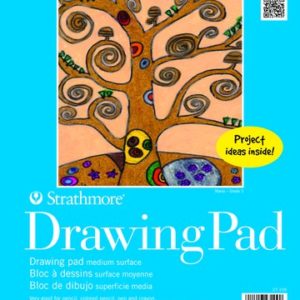 Project
ideas inside!
Strathmore®
Drawing Pad
Drawing pad medium surface
Bloc à dessins surface moyenne
Bloc de dibujo superficie media